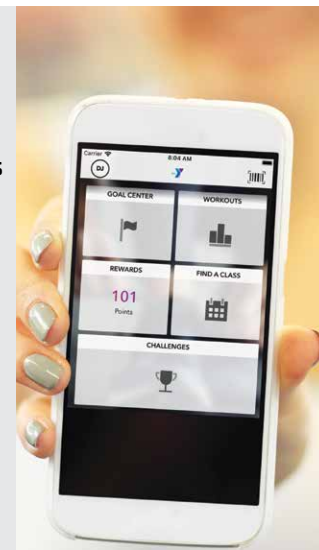 s
Carrier 8:04 AM
DJ Y
GOAL CENTER WORKOUTS
REWARDS FIND A CLASS
101
Points
CHALLENGES